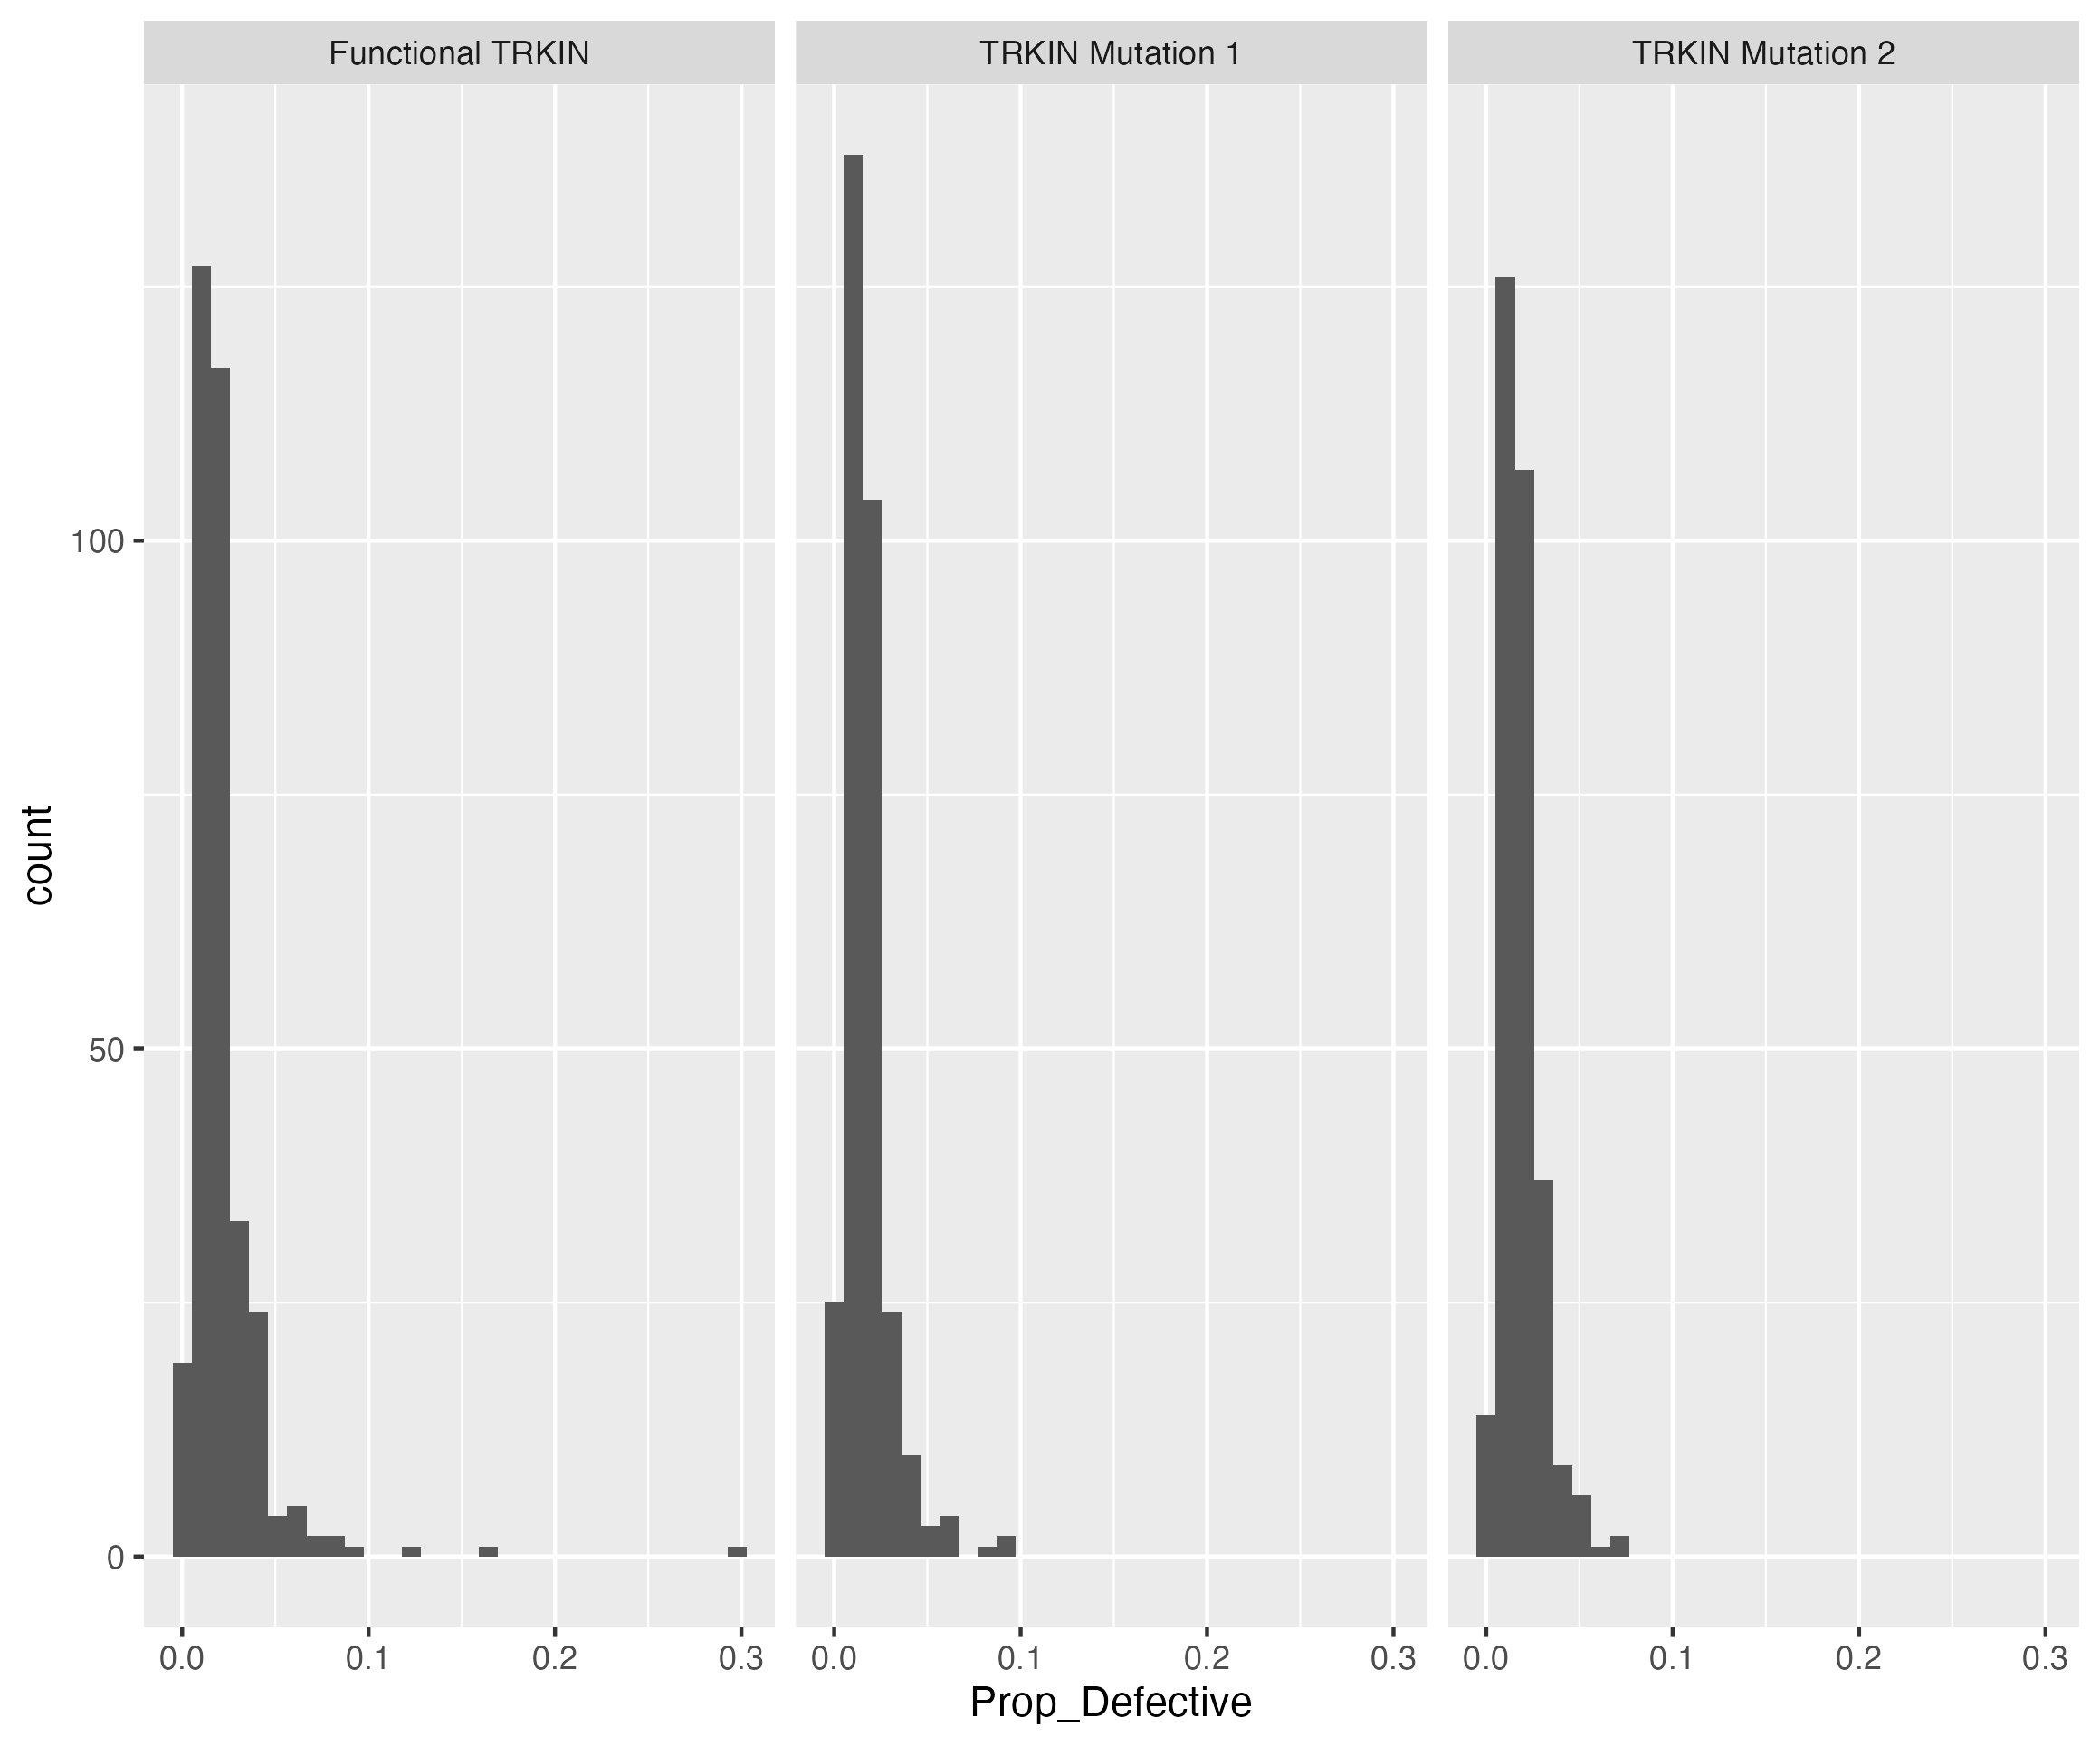 Functional TRKIN TRKIN Mutation 1 TRKIN Mutation 2
count
100
50
0
0.0 0.1 0.2 0.3 0.0 0.1 0.2 0.3 0.0 0.1 0.2 0.3
Prop_Defective